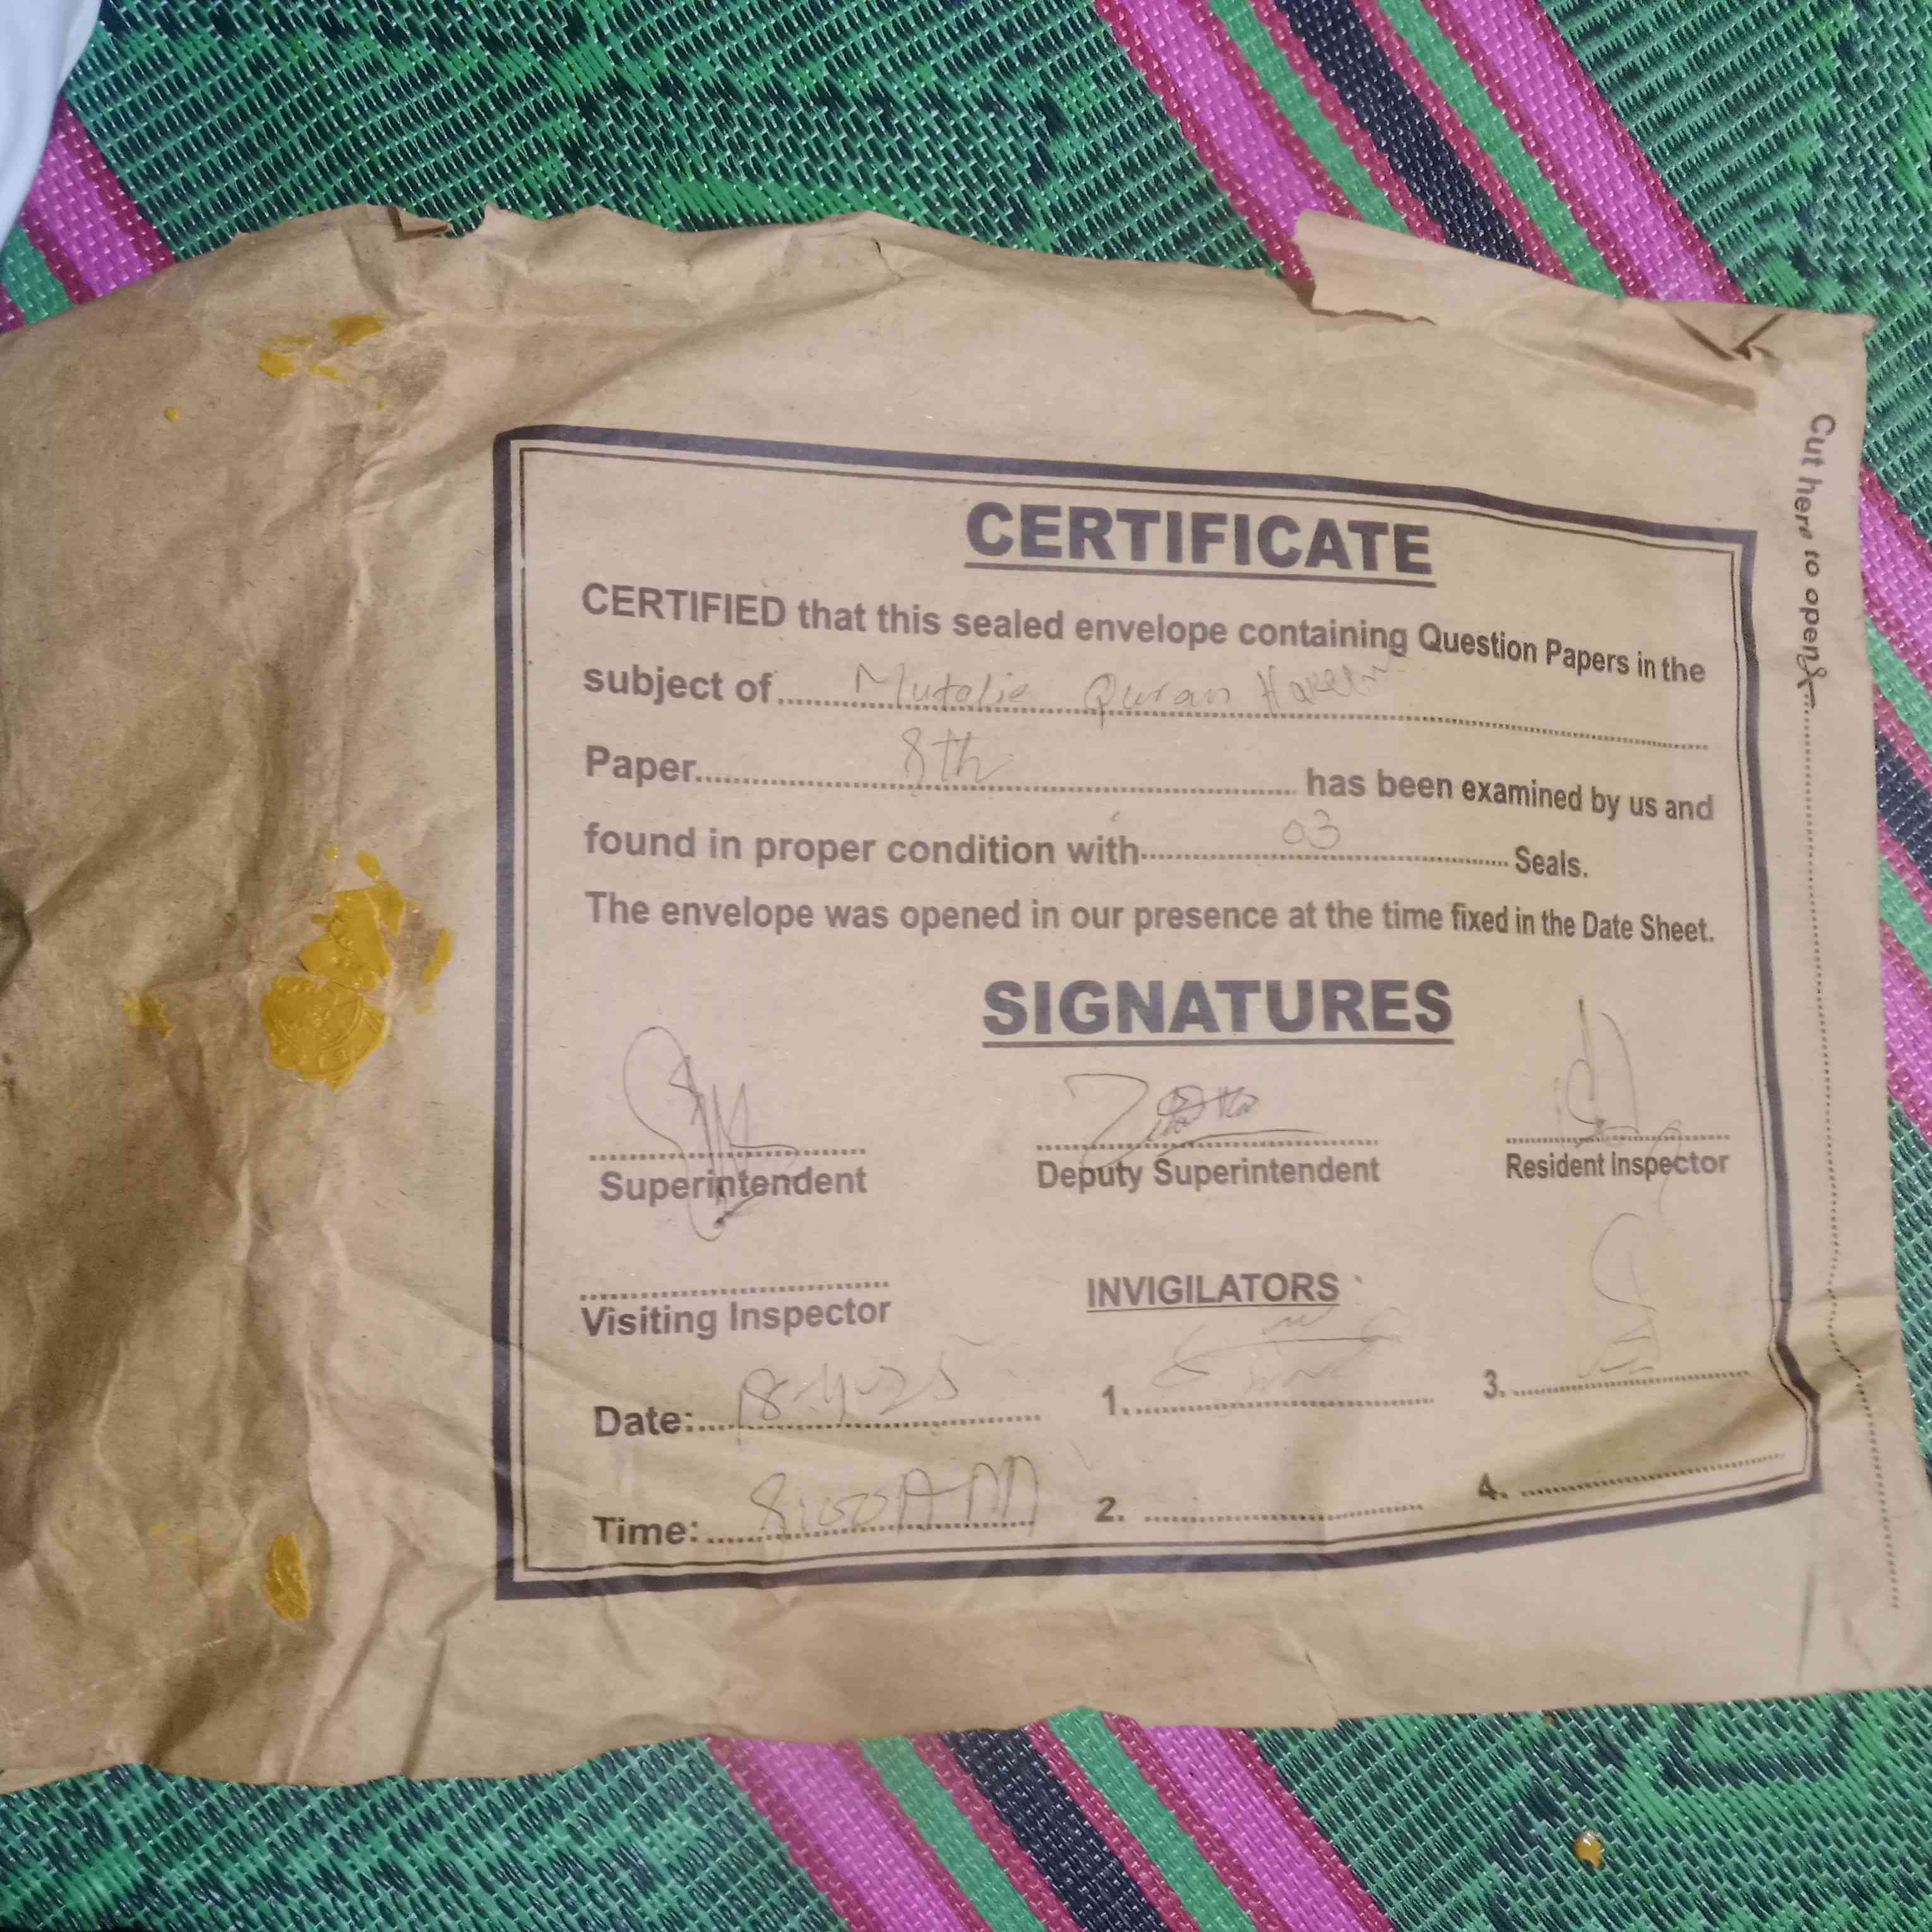 CERTIFICATE
CERTIFIED that this sealed envelope containing Question Papers in the
subject of Mutalie Quran Hakeem
Paper 8th has been examined by us and
found in proper condition with 03 Seals.
The envelope was opened in our presence at the time fixed in the Date Sheet.
SIGNATURES
Superintendent Deputy Superintendent Resident Inspector
Visiting Inspector INVIGILATORS
Date: 18-4-25 1. 3.
Time: 8:00 AM 2. 4.
Cut here to open